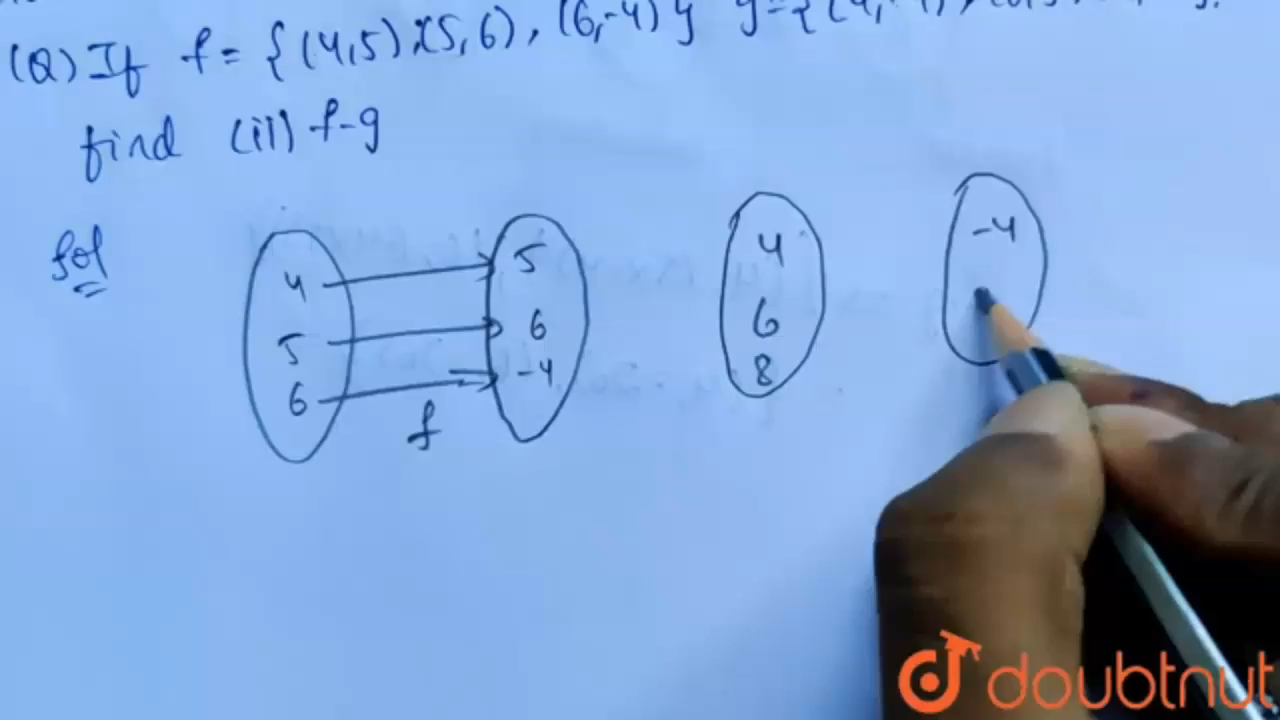 (Q) If f = {(4,5),(5,6),(6,-4)} g = {(4,
find (ii) f-g
Sol
4 5 4 -4
5 6 6
6 -4 8
f
doubtnut